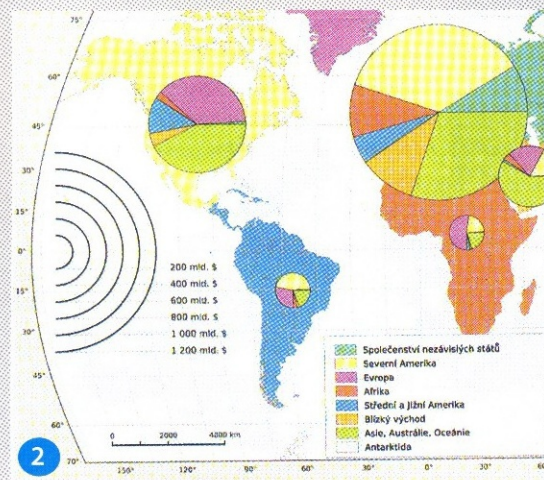 75°
60°
45°
30°
15°
0°
15°
30°
45°
60°
70°
200 mld. $
400 mld. $
600 mld. $
800 mld. $
1 000 mld. $
1 200 mld. $
0 2000 4000 km
Společenství nezávislých států
Severní Amerika
Evropa
Afrika
Střední a Jižní Amerika
Blízký východ
Asie, Austrálie, Oceánie
Antarktida
2
150° 120° 90° 60° 30° 0° 30° 60°